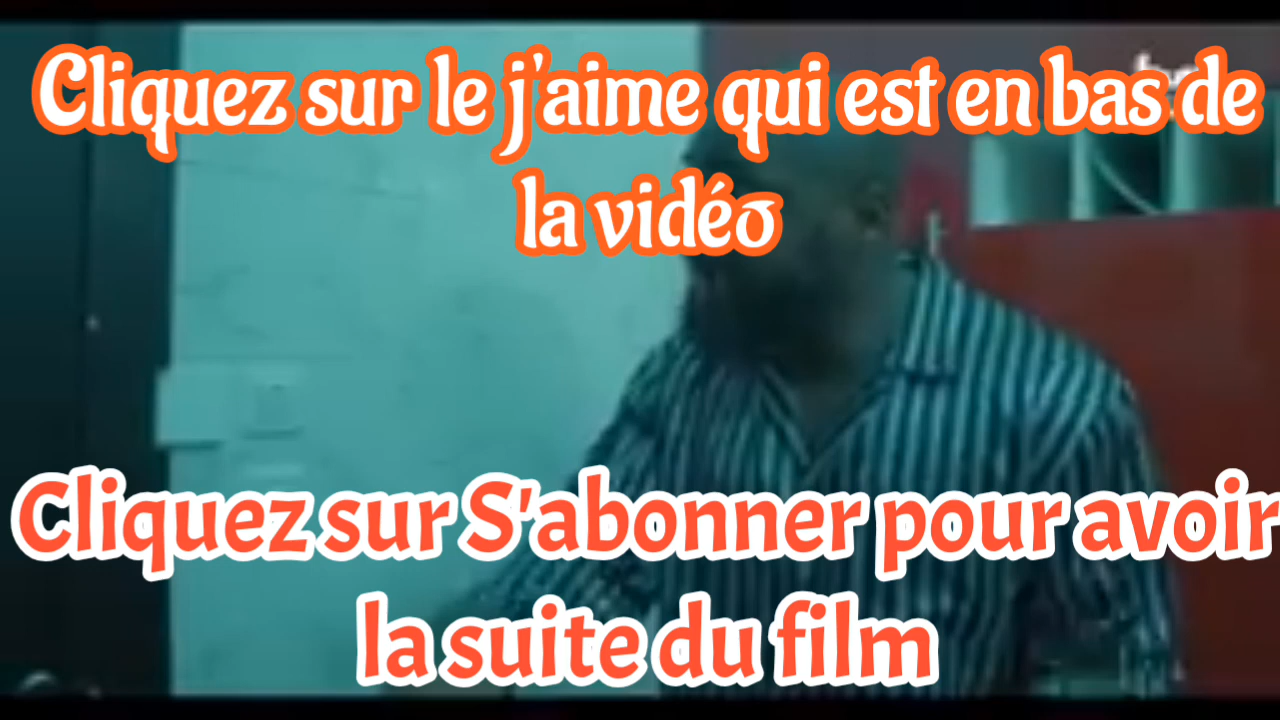 Cliquez sur le j'aime qui est en bas de
la vidéo
Cliquez sur S'abonner pour avoir
la suite du film